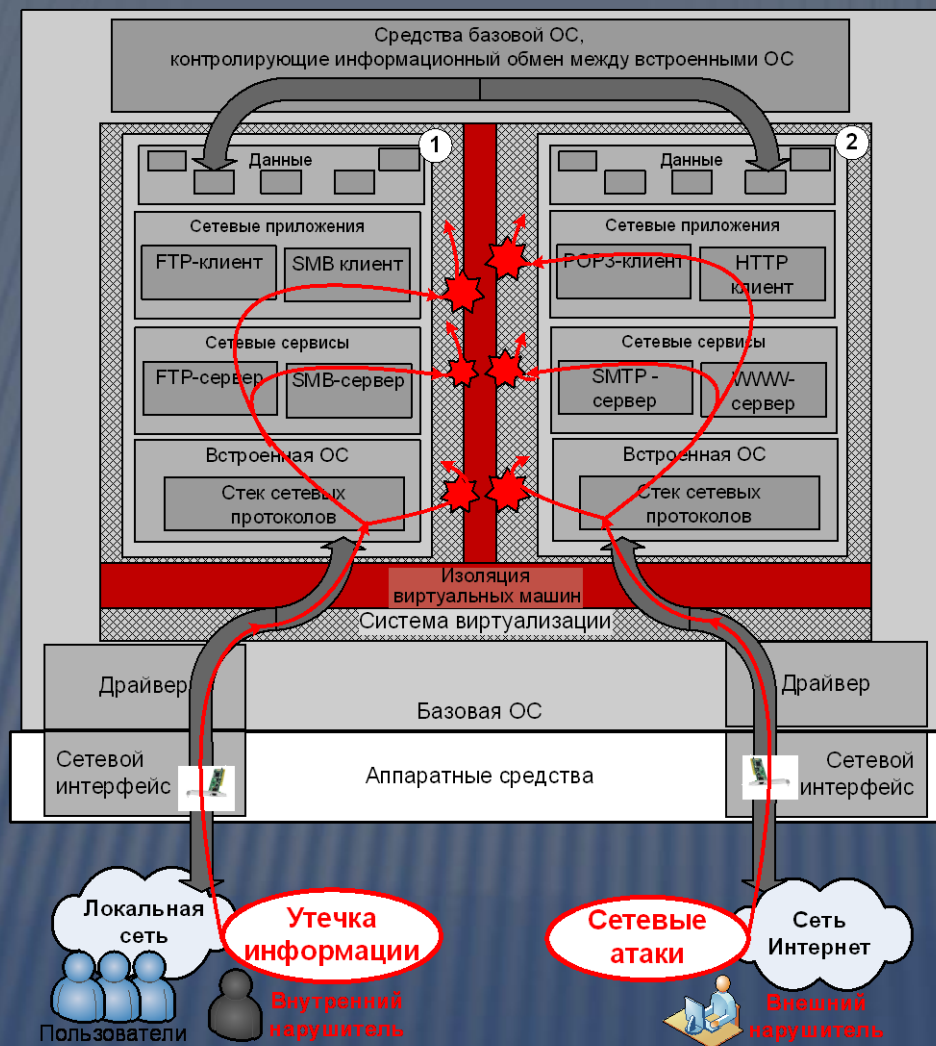 Средства базовой ОС,
контролирующие информационный обмен между встроенными ОС
1
Данные
Сетевые приложения
FTP-клиент
SMB клиент
Сетевые сервисы
FTP-сервер
SMB-сервер
Встроенная ОС
Стек сетевых
протоколов
2
Данные
Сетевые приложения
POP3-клиент
HTTP
клиент
Сетевые сервисы
SMTP -
сервер
WWW-
сервер
Встроенная ОС
Стек сетевых
протоколов
Изоляция
виртуальных машин
Система виртуализации
Драйвер
Базовая ОС
Драйвер
Сетевой
интерфейс
Аппаратные средства
Сетевой
интерфейс
Локальная
сеть
Утечка
информации
Сетевые
атаки
Сеть
Интернет
Пользователи
Внутренний
нарушитель
Внешний
нарушитель